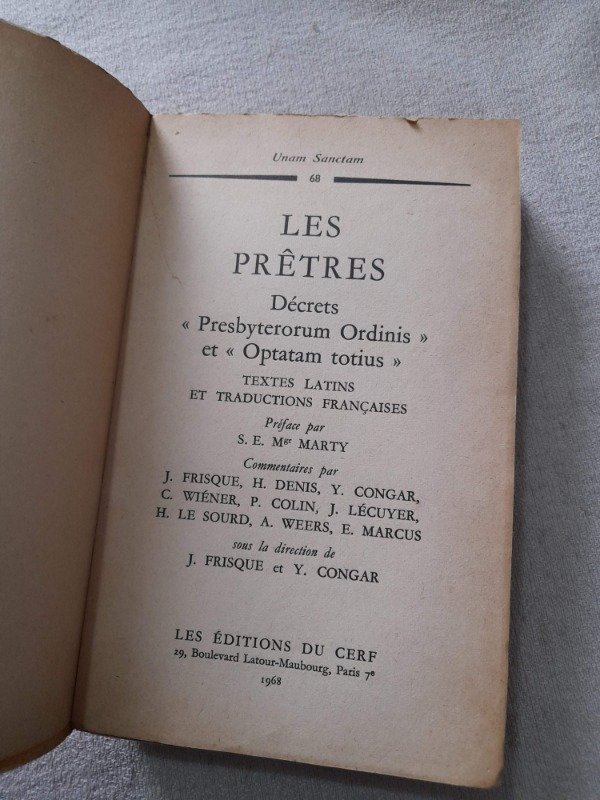 Unam Sanctam
68
LES
PRÊTRES
Décrets
« Presbyterorum Ordinis »
et « Optatam totius »
TEXTES LATINS
ET TRADUCTIONS FRANÇAISES
Préface par
S. E. Mgr MARTY
Commentaires par
J. FRISQUE, H. DENIS, Y. CONGAR,
C. WIÉNER, P. COLIN, J. LÉCUYER,
H. LE SOURD, A. WEERS, E. MARCUS
sous la direction de
J. FRISQUE et Y. CONGAR
LES ÉDITIONS DU CERF
29, Boulevard Latour-Maubourg, Paris 7e
1968